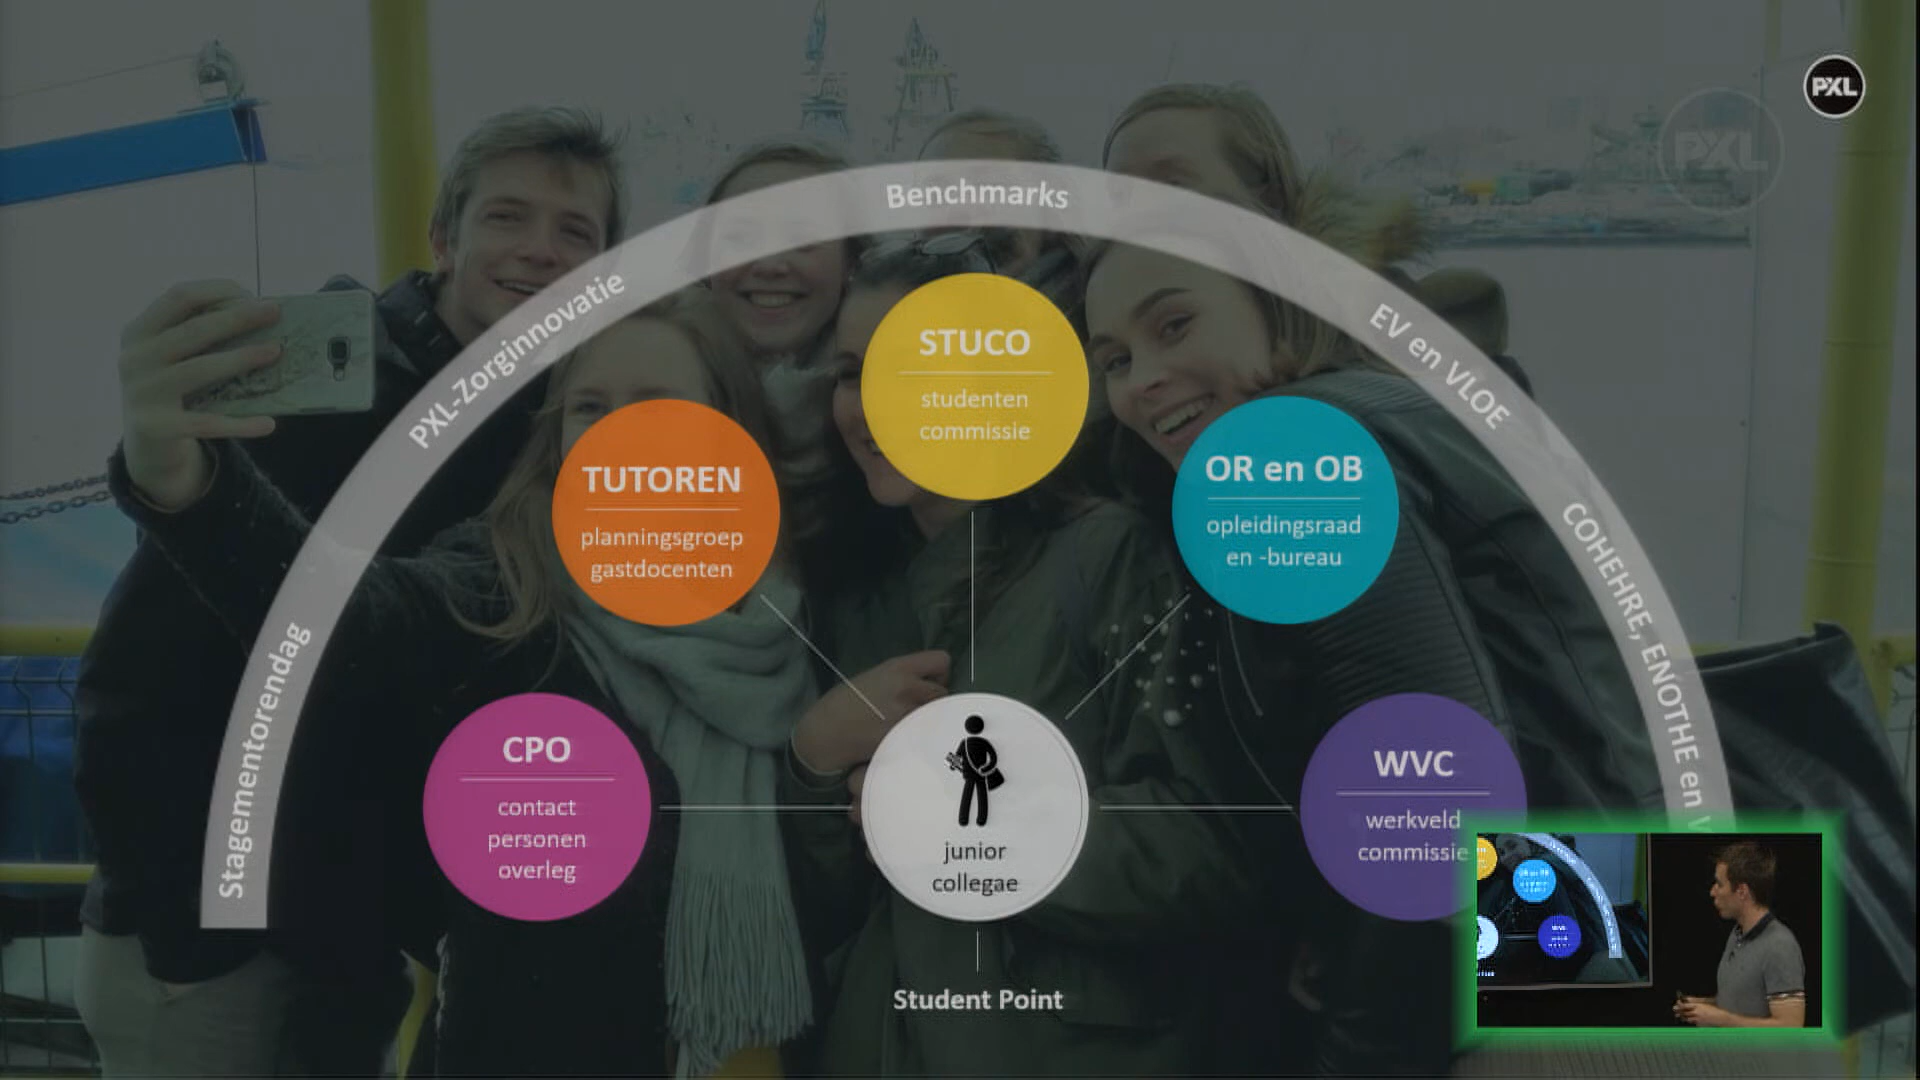 PXL
PXL
Benchmarks
PXL-Zorginnovatie
EV en VLOE
STUCO
studenten
commissie
TUTOREN
planningsgroep
gastdocenten
OR en OB
opleidingsraad
en -bureau
COHEHRE, ENOTHE en
Stagementorendag
CPO
contact
personen
overleg
junior
collegae
WVC
werkveld
commissie
Student Point